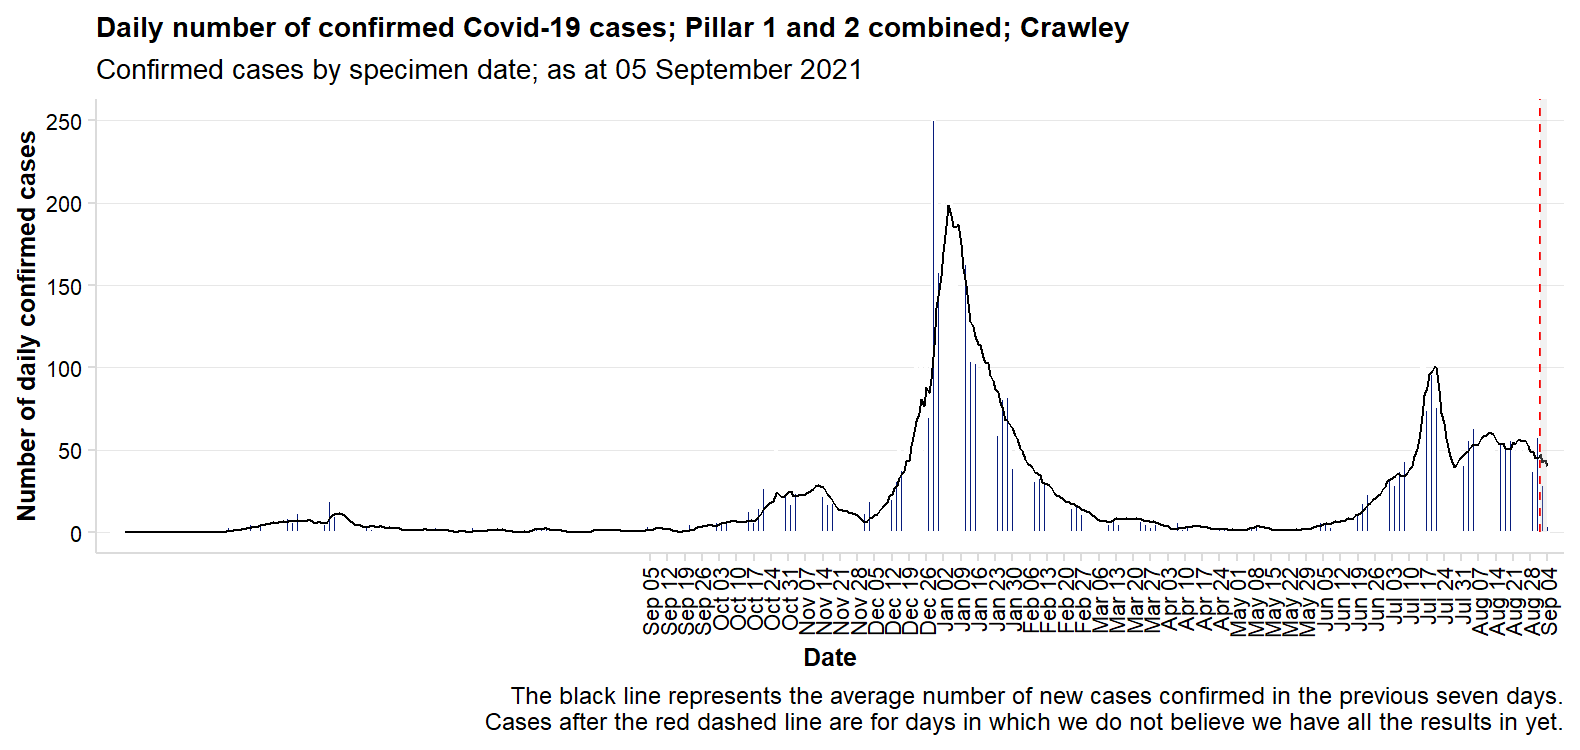 Daily number of confirmed Covid-19 cases; Pillar 1 and 2 combined; Crawley
Confirmed cases by specimen date; as at 05 September 2021
Number of daily confirmed cases
250
200
150
100
50
0
Sep 05
Sep 12
Sep 19
Sep 26
Oct 03
Oct 10
Oct 17
Oct 24
Oct 31
Nov 07
Nov 14
Nov 21
Nov 28
Dec 05
Dec 12
Dec 19
Dec 26
Jan 02
Jan 09
Jan 16
Jan 23
Jan 30
Feb 06
Feb 13
Feb 20
Feb 27
Mar 06
Mar 13
Mar 20
Mar 27
Apr 03
Apr 10
Apr 17
Apr 24
May 01
May 08
May 15
May 22
May 29
Jun 05
Jun 12
Jun 19
Jun 26
Jul 03
Jul 10
Jul 17
Jul 24
Jul 31
Aug 07
Aug 14
Aug 21
Aug 28
Sep 04
Date
The black line represents the average number of new cases confirmed in the previous seven days.
Cases after the red dashed line are for days in which we do not believe we have all the results in yet.